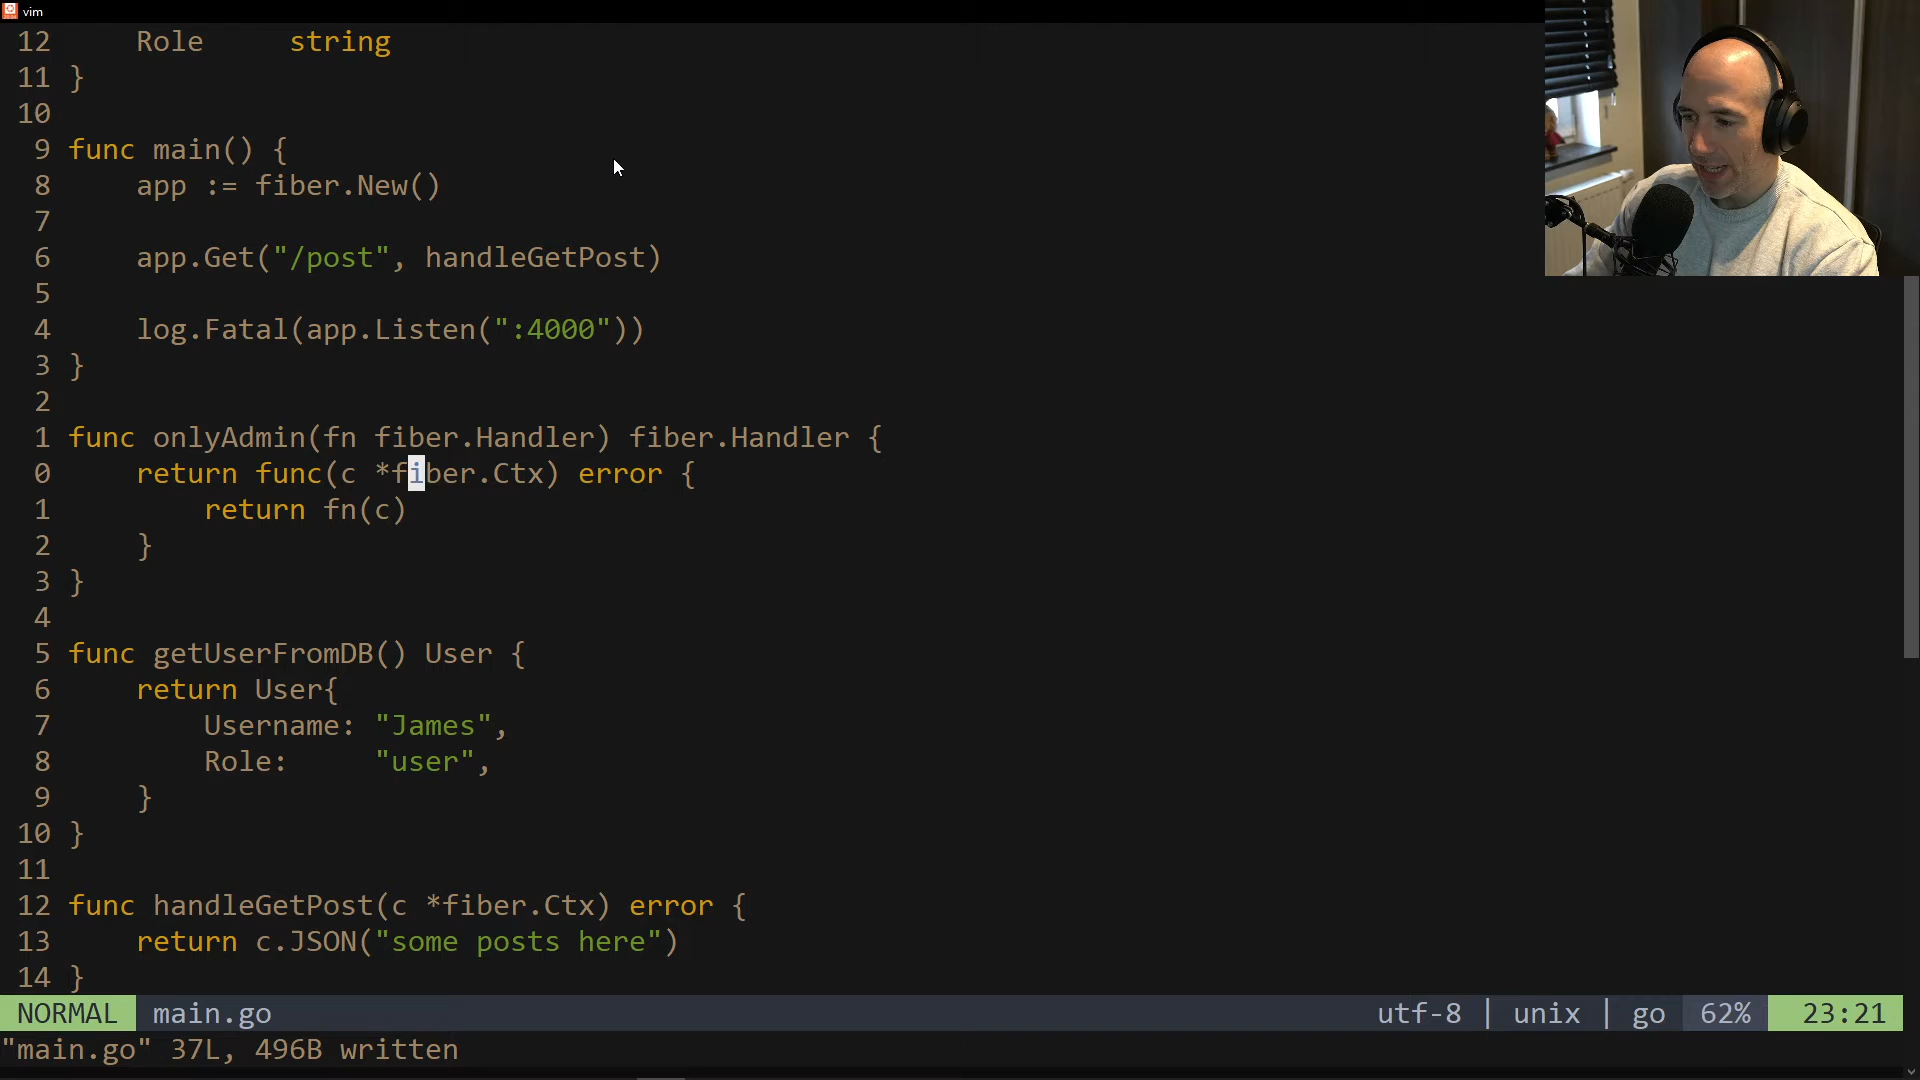 vim
12     Role     string
11 }
10
9 func main() {
8     app := fiber.New()
7
6     app.Get("/post", handleGetPost)
5
4     log.Fatal(app.Listen(":4000"))
3 }
2
1 func onlyAdmin(fn fiber.Handler) fiber.Handler {
0     return func(c *fiber.Ctx) error {
1         return fn(c)
2     }
3 }
4
5 func getUserFromDB() User {
6     return User{
7         Username: "James",
8         Role:     "user",
9     }
10 }
11
12 func handleGetPost(c *fiber.Ctx) error {
13     return c.JSON("some posts here")
14 }
NORMAL main.go utf-8 | unix | go 62% 23:21
"main.go" 37L, 496B written